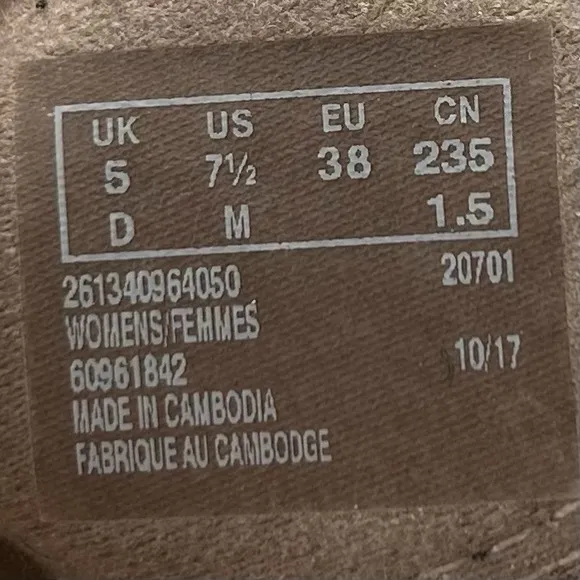 UK US EU CN
5 7½ 38 235
D M 1.5
261340964050 20701
WOMENS/FEMMES
60961842 10/17
MADE IN CAMBODIA
FABRIQUE AU CAMBODGE